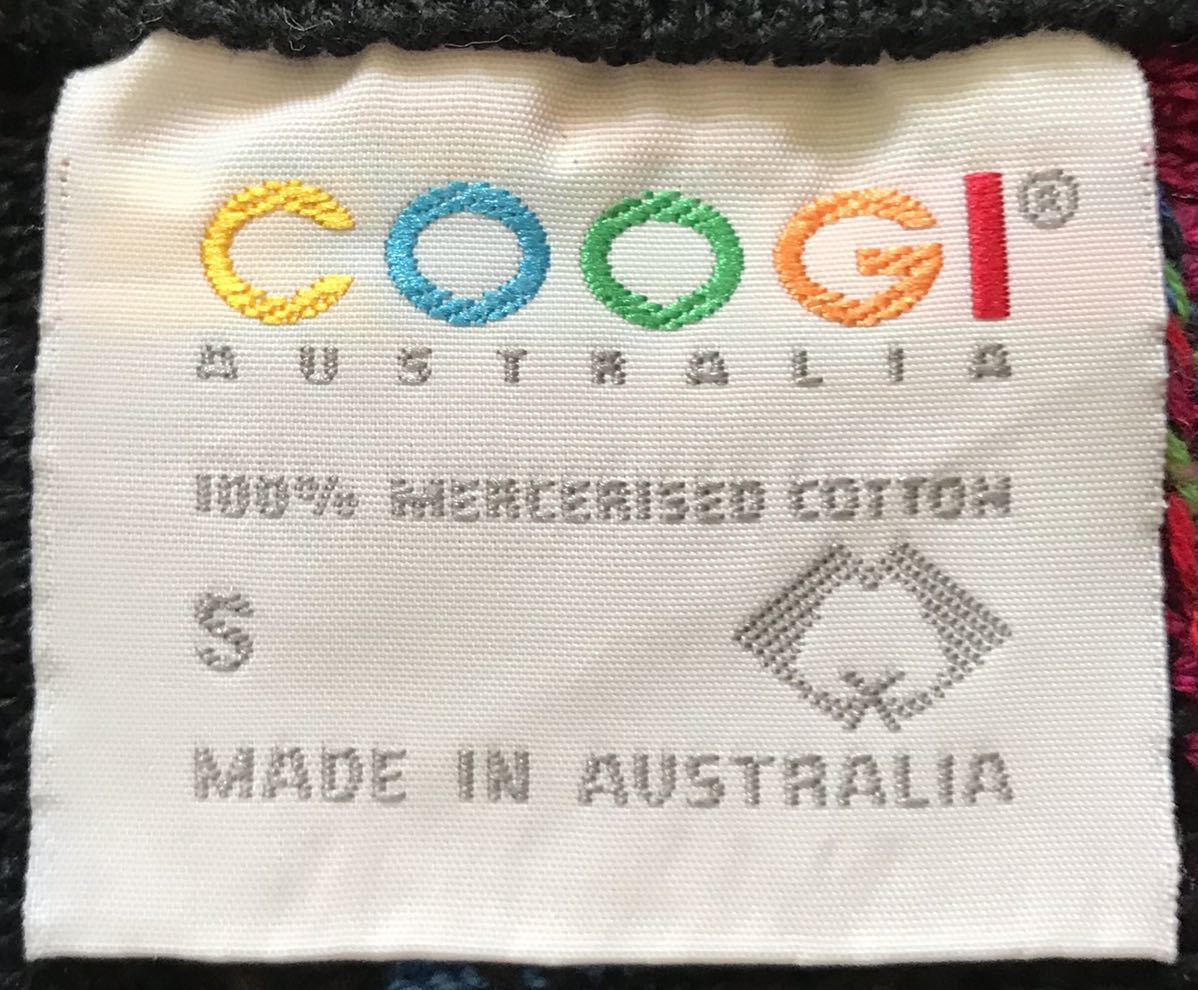 COOGI®
AUSTRALIA
100% MERCERISED COTTON
S
MADE IN AUSTRALIA